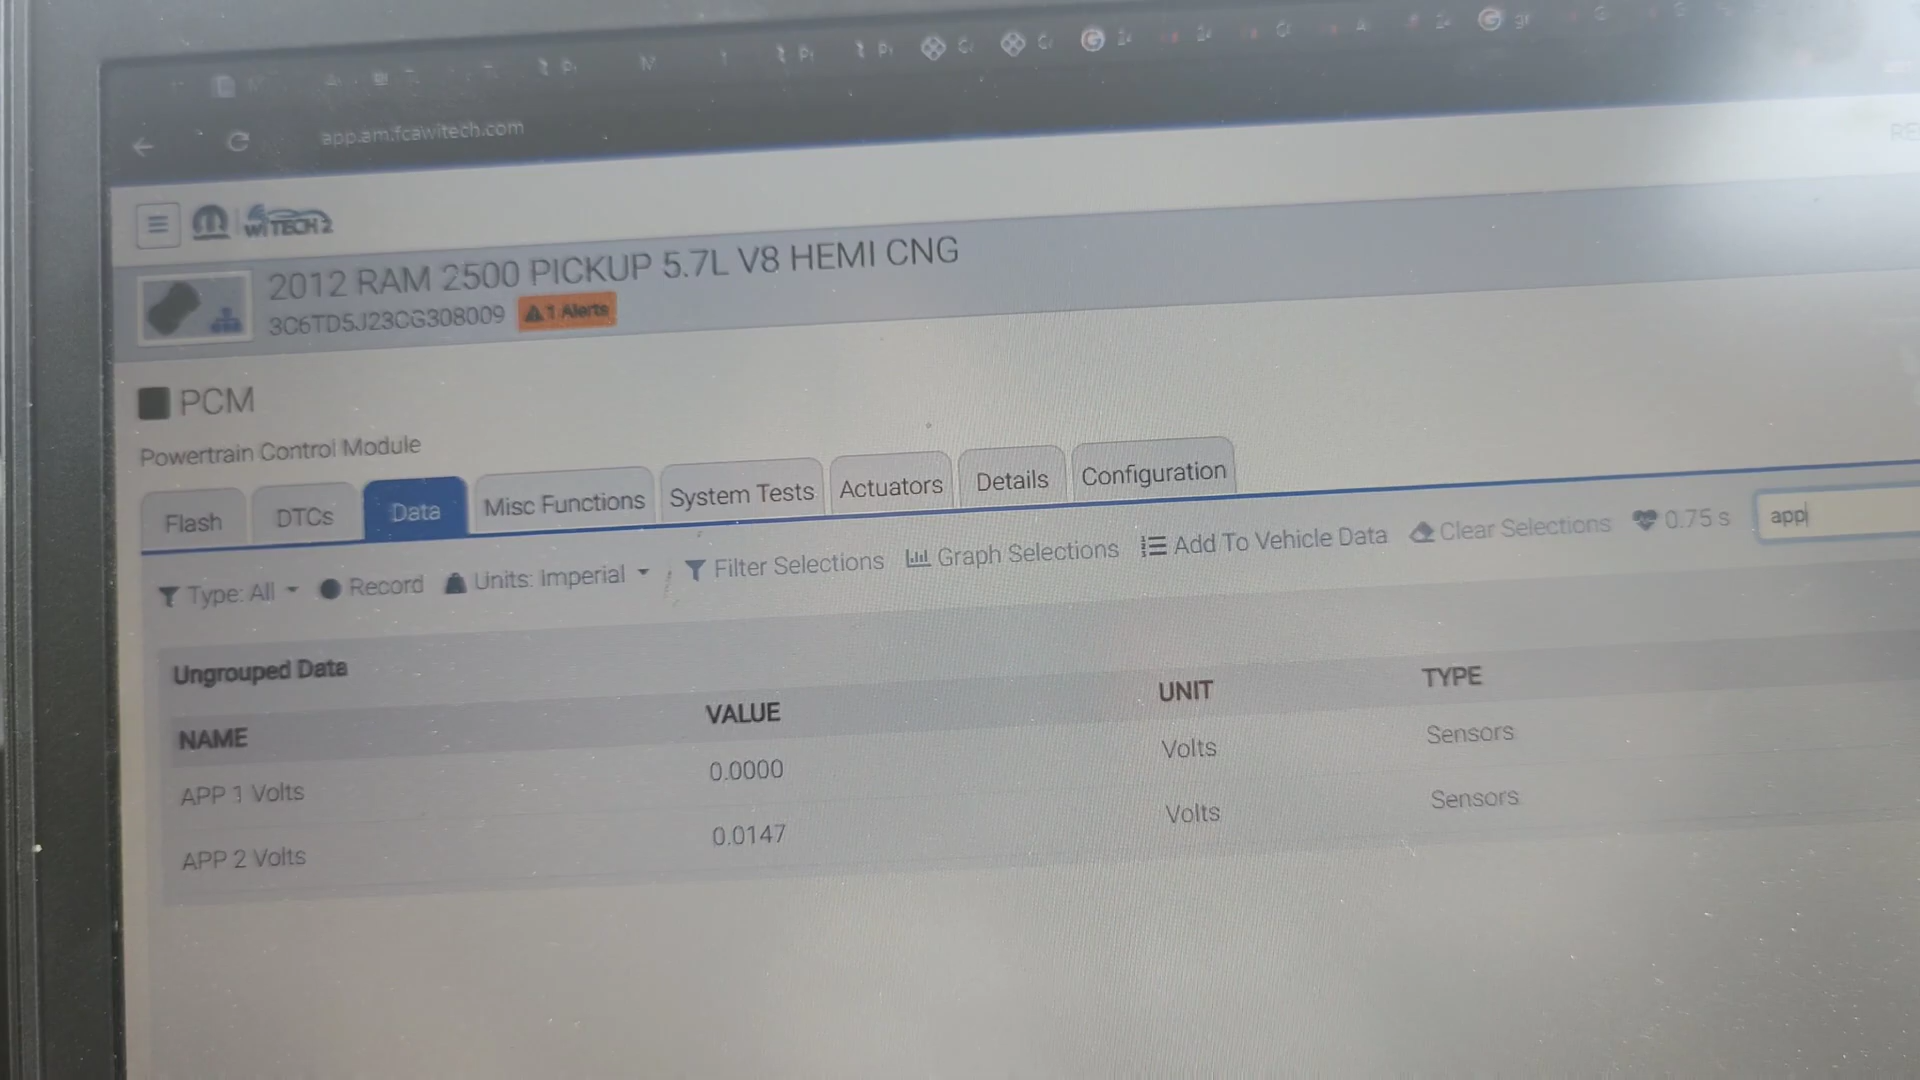 app.am.fcawitech.com
wiTECH 2
2012 RAM 2500 PICKUP 5.7L V8 HEMI CNG
3C6TD5J23CG308009 1 Alerts
PCM
Powertrain Control Module
Flash DTCs Data Misc Functions System Tests Actuators Details Configuration
Type: All Record Units: Imperial Filter Selections Graph Selections Add To Vehicle Data Clear Selections 0.75 s app
Ungrouped Data
NAME VALUE UNIT TYPE
APP 1 Volts 0.0000 Volts Sensors
APP 2 Volts 0.0147 Volts Sensors